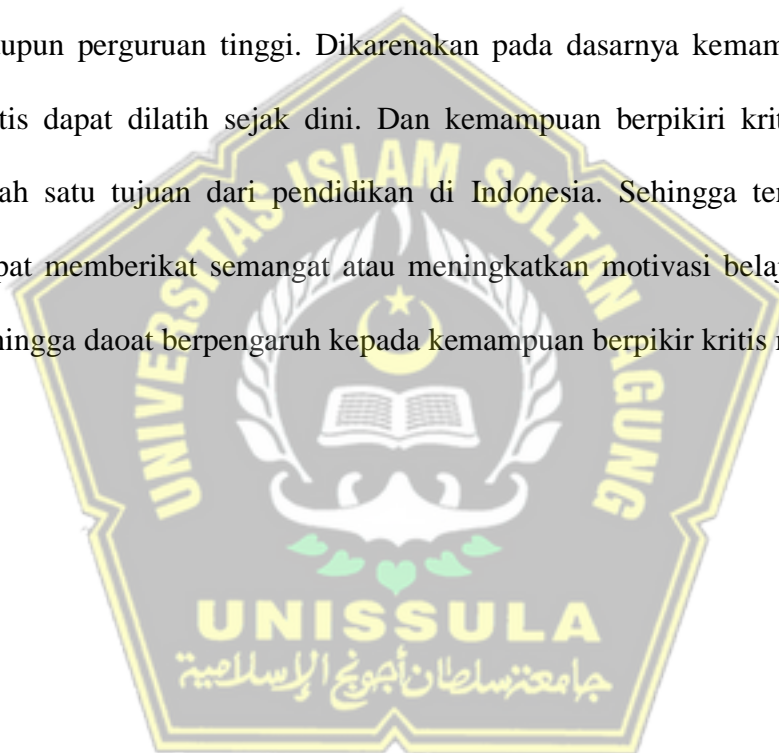 upun perguruan tinggi. Dikarenakan pada dasarnya kemam
tis dapat dilatih sejak dini. Dan kemampuan berpikiri krit
ah satu tujuan dari pendidikan di Indonesia. Sehingga ter
pat memberikat semangat atau meningkatkan motivasi belaj
ningga daoat berpengaruh kepada kemampuan berpikir kritis
UNIVERSITAS ISLAM SULTAN AGUNG
UNISSULA
جامعة سلطان أجونج الإسلامية